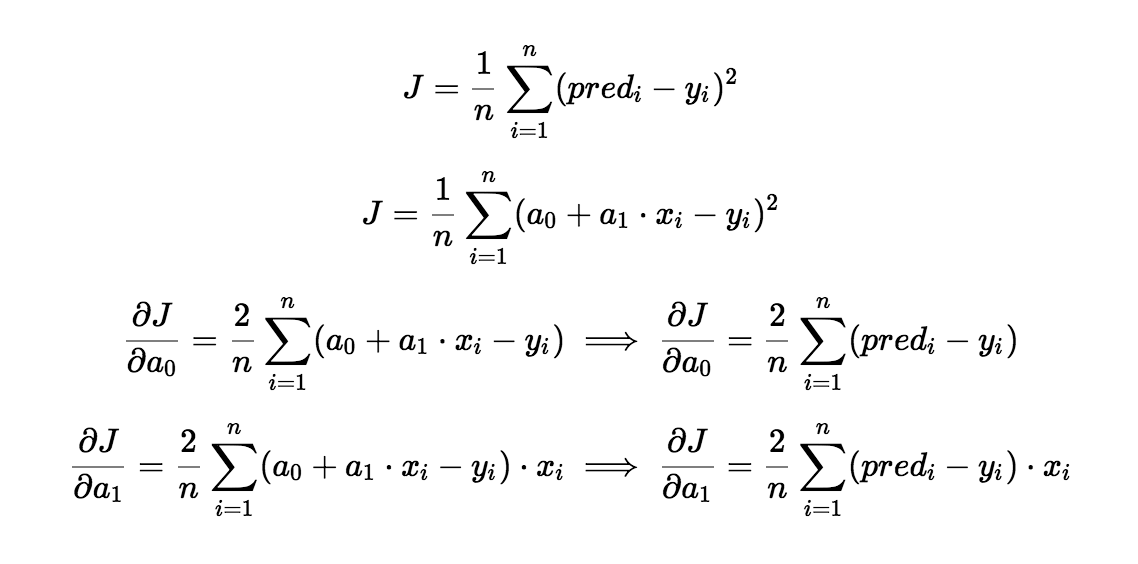 J = \frac{1}{n} \sum_{i=1}^{n} (pred_i - y_i)^2
J = \frac{1}{n} \sum_{i=1}^{n} (a_0 + a_1 \cdot x_i - y_i)^2
\frac{\partial J}{\partial a_0} = \frac{2}{n} \sum_{i=1}^{n} (a_0 + a_1 \cdot x_i - y_i) \implies \frac{\partial J}{\partial a_0} = \frac{2}{n} \sum_{i=1}^{n} (pred_i - y_i)
\frac{\partial J}{\partial a_1} = \frac{2}{n} \sum_{i=1}^{n} (a_0 + a_1 \cdot x_i - y_i) \cdot x_i \implies \frac{\partial J}{\partial a_1} = \frac{2}{n} \sum_{i=1}^{n} (pred_i - y_i) \cdot x_i